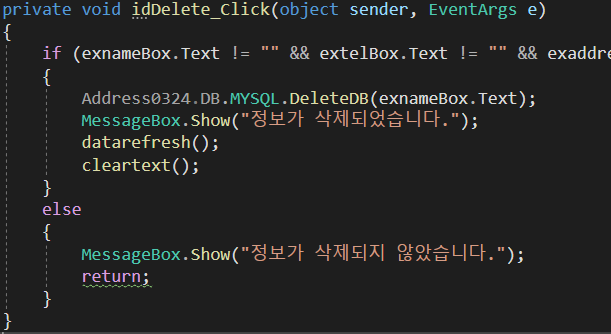 private void idDelete_Click(object sender, EventArgs e)
{
if (exnameBox.Text != "" && extelBox.Text != "" && exaddre
{
Address0324.DB.MYSQL.DeleteDB(exnameBox.Text);
MessageBox.Show("정보가 삭제되었습니다.");
datarefresh();
cleartext();
}
else
{
MessageBox.Show("정보가 삭제되지 않았습니다.");
return;
}
}